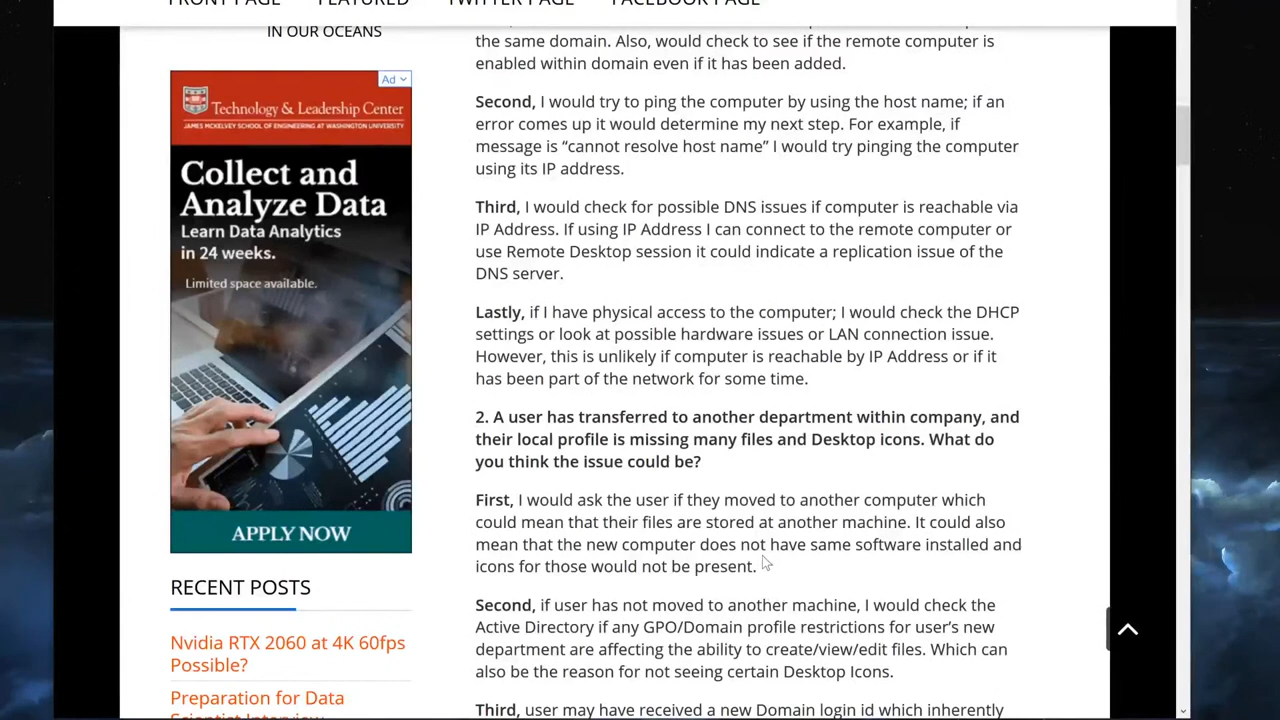 FRONT PAGE FEATURED TWITTER PAGE FACEBOOK PAGE
IN OUR OCEANS
Ad
Technology & Leadership Center
JAMES MCKELVEY SCHOOL OF ENGINEERING AT WASHINGTON UNIVERSITY
Collect and
Analyze Data
Learn Data Analytics
in 24 weeks.
Limited space available.
APPLY NOW
RECENT POSTS
Nvidia RTX 2060 at 4K 60fps
Possible?
Preparation for Data
Scientist Interview
the same domain. Also, would check to see if the remote computer is
enabled within domain even if it has been added.
Second, I would try to ping the computer by using the host name; if an
error comes up it would determine my next step. For example, if
message is “cannot resolve host name” I would try pinging the computer
using its IP address.
Third, I would check for possible DNS issues if computer is reachable via
IP Address. If using IP Address I can connect to the remote computer or
use Remote Desktop session it could indicate a replication issue of the
DNS server.
Lastly, if I have physical access to the computer; I would check the DHCP
settings or look at possible hardware issues or LAN connection issue.
However, this is unlikely if computer is reachable by IP Address or if it
has been part of the network for some time.
2. A user has transferred to another department within company, and
their local profile is missing many files and Desktop icons. What do
you think the issue could be?
First, I would ask the user if they moved to another computer which
could mean that their files are stored at another machine. It could also
mean that the new computer does not have same software installed and
icons for those would not be present.
Second, if user has not moved to another machine, I would check the
Active Directory if any GPO/Domain profile restrictions for user’s new
department are affecting the ability to create/view/edit files. Which can
also be the reason for not seeing certain Desktop Icons.
Third, user may have received a new Domain login id which inherently